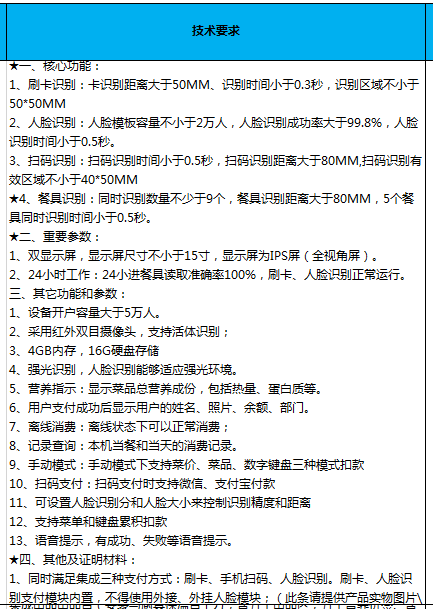 技术要求
★一、核心功能：
1、刷卡识别：卡识别距离大于50MM、识别时间小于0.3秒，识别区域不小于
50*50MM
2、人脸识别：人脸模板容量不小于2万人，人脸识别成功率大于99.8%，人脸
识别时间小于0.5秒。
3、扫码识别：扫码识别时间小于0.5秒，扫码识别距离大于80MM,扫码识别有
效区域不小于40*50MM
★4、餐具识别：同时识别数量不少于9个，餐具识别距离大于80MM，5个餐
具同时识别时间小于0.5秒。
★二、重要参数：
1、双显示屏，显示屏尺寸不小于15寸，显示屏为IPS屏（全视角屏）。
2、24小时工作：24小进餐具读取准确率100%，刷卡、人脸识别正常运行。
三、其它功能和参数：
1、设备开户容量大于5万人。
2、采用红外双目摄像头，支持活体识别；
3、4GB内存，16G硬盘存储
4、强光识别，人脸识别能够适应强光环境。
5、营养指示：显示菜品总营养成份，包括热量、蛋白质等。
6、用户支付成功后显示用户的姓名、照片、余额、部门。
7、离线消费：离线状态下可以正常消费；
8、记录查询：本机当餐和当天的消费记录。
9、手动模式：手动模式下支持菜价、菜品、数字键盘三种模式扣款
10、扫码支付：扫码支付时支持微信、支付宝付款
11、可设置人脸识别分和人脸大小来控制识别精度和距离
12、支持菜单和键盘累积扣款
13、语音提示，有成功、失败等语音提示。
★四、其他及证明材料：
1、同时满足集成三种支付方式：刷卡、手机扫码、人脸识别。刷卡、人脸识
别支付模块内置，不得使用外接、外挂人脸模块；（此条请提供产品实物图片\